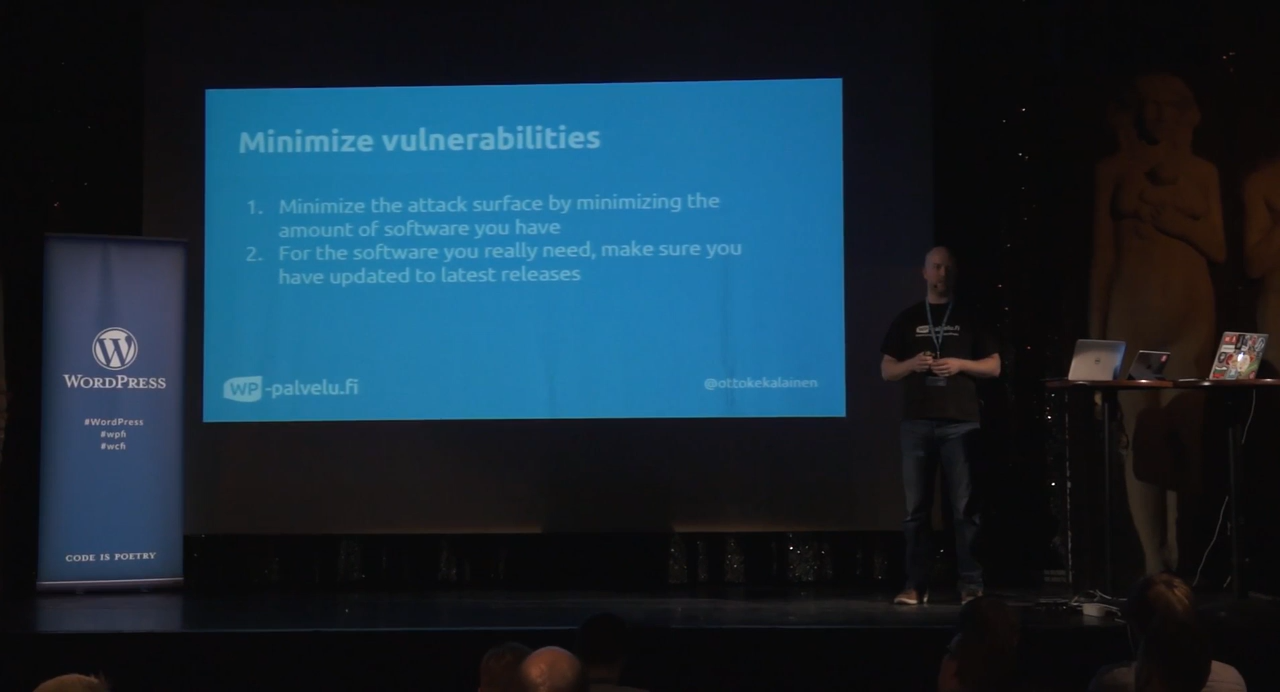 Minimize vulnerabilities
1. Minimize the attack surface by minimizing the
amount of software you have
2. For the software you really need, make sure you
have updated to latest releases
WP-palvelu.fi
@ottokekalainen
WORDPRESS
#WordPress
#wpfi
#wcfi
CODE IS POETRY